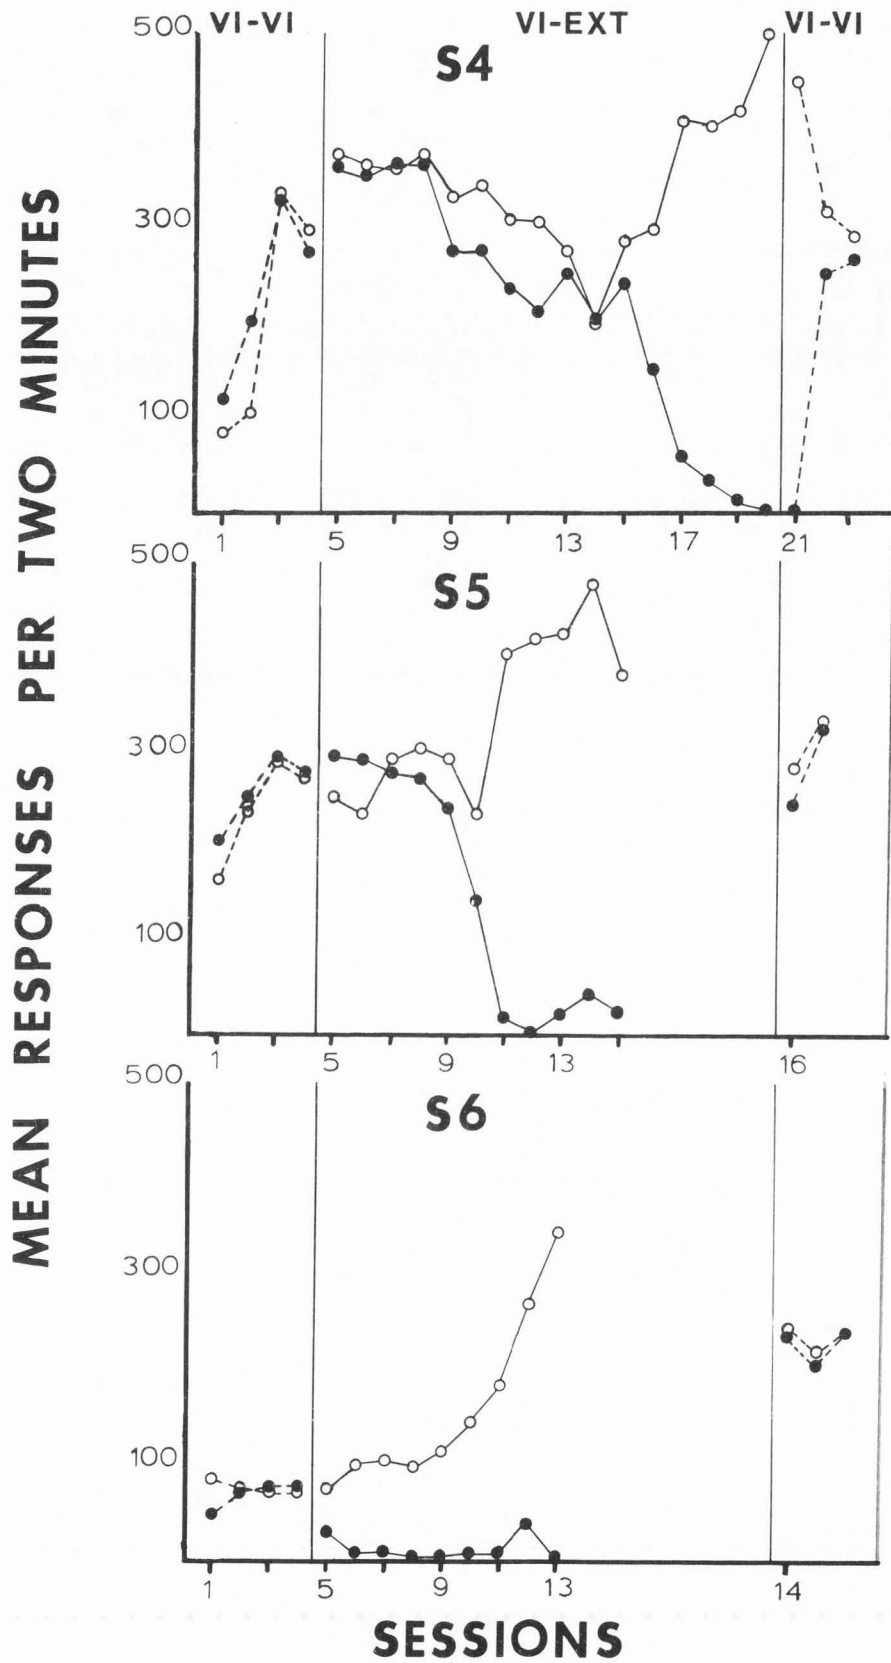 VI-VI VI-EXT VI-VI
S4
500
300
100
1 5 9 13 17 21
S5
500
300
100
1 5 9 13 16
S6
500
300
100
1 5 9 13 14
MEAN RESPONSES PER TWO MINUTES
SESSIONS